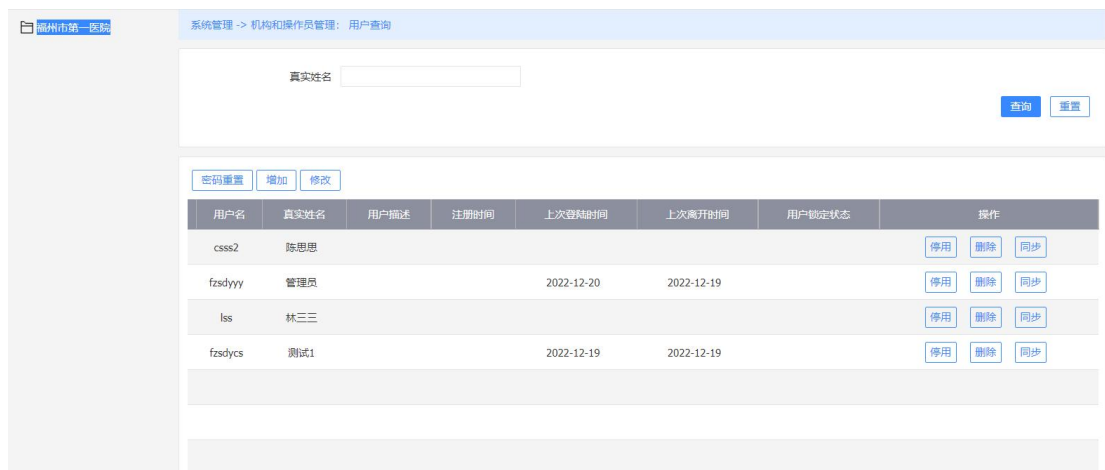 福州市第一医院
系统管理 -> 机构和操作员管理: 用户查询
真实姓名
查询 重置
密码重置 增加 修改
用户名 真实姓名 用户描述 注册时间 上次登陆时间 上次离开时间 用户锁定状态 操作
csss2 陈思思 停用 删除 同步
fzsdyyy 管理员 2022-12-20 2022-12-19 停用 删除 同步
lss 林三三 停用 删除 同步
fzsdycs 测试1 2022-12-19 2022-12-19 停用 删除 同步